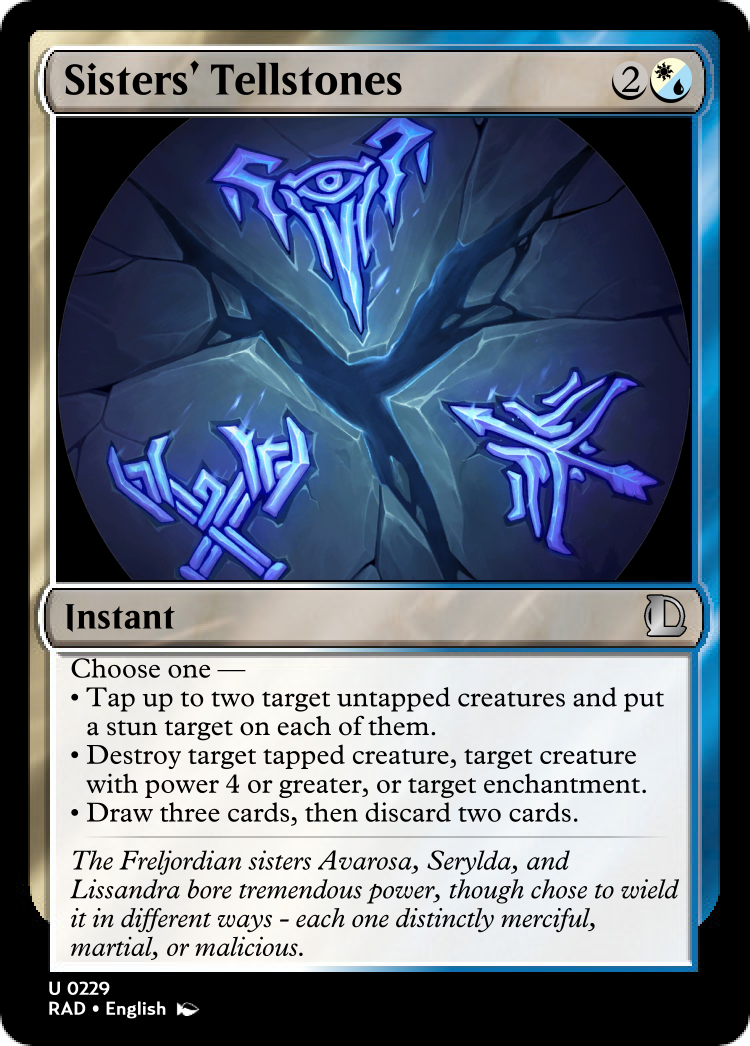 Sisters' Tellstones
2
Instant
Choose one —
• Tap up to two target untapped creatures and put
a stun target on each of them.
• Destroy target tapped creature, target creature
with power 4 or greater, or target enchantment.
• Draw three cards, then discard two cards.
The Freljordian sisters Avarosa, Serylda, and
Lissandra bore tremendous power, though chose to wield
it in different ways - each one distinctly merciful,
martial, or malicious.
U 0229
RAD • English